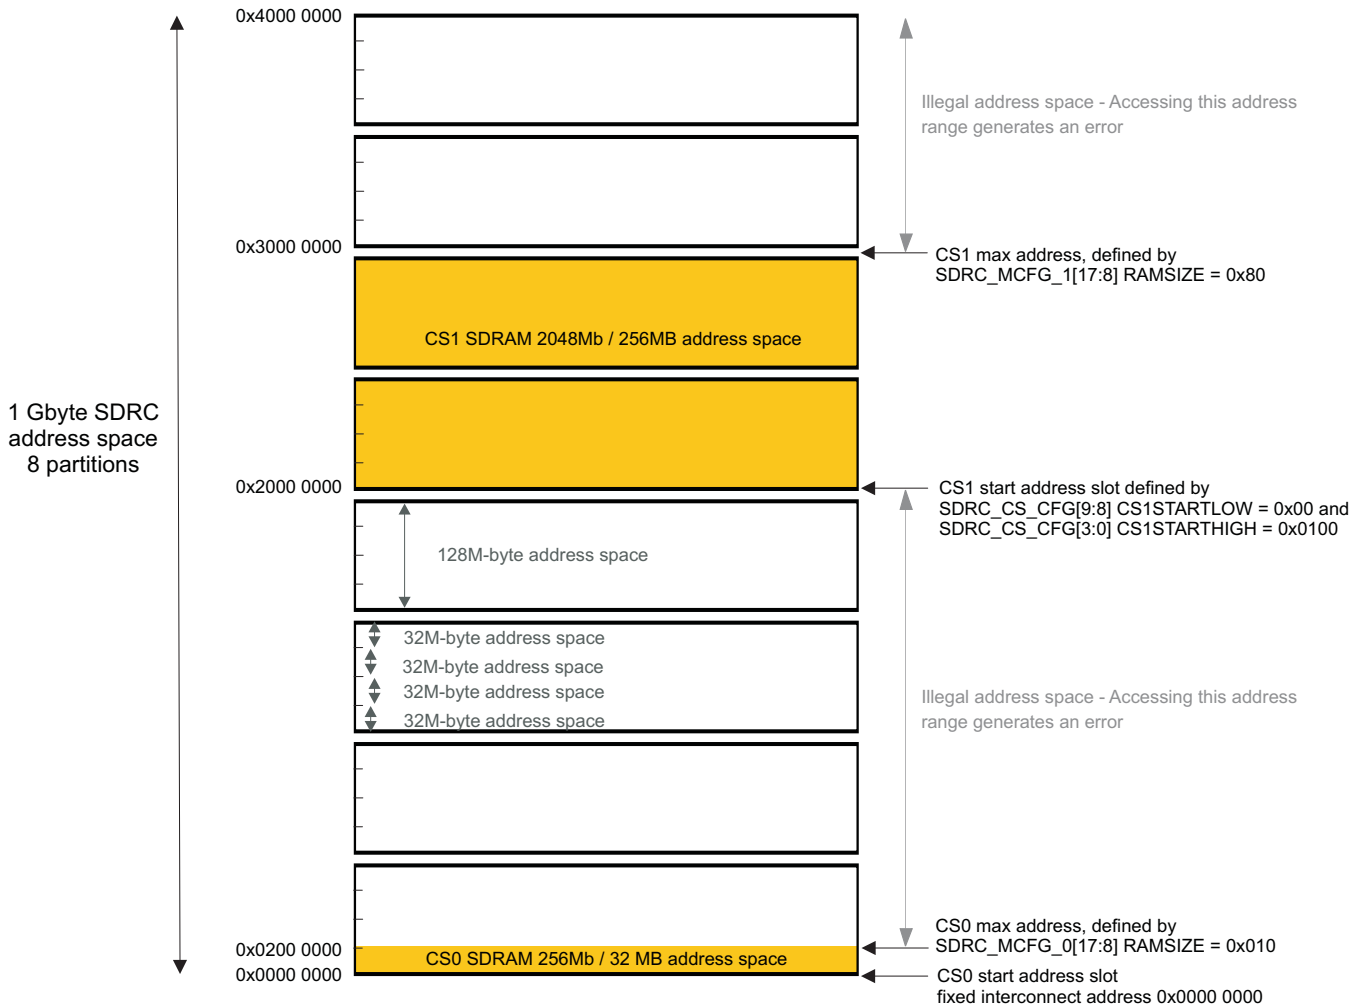 0x4000 0000
Illegal address space - Accessing this address
range generates an error
0x3000 0000
CS1 max address, defined by
SDRC_MCFG_1[17:8] RAMSIZE = 0x80
CS1 SDRAM 2048Mb / 256MB address space
1 Gbyte SDRC
address space
8 partitions
0x2000 0000
CS1 start address slot defined by
SDRC_CS_CFG[9:8] CS1STARTLOW = 0x00 and
SDRC_CS_CFG[3:0] CS1STARTHIGH = 0x0100
128M-byte address space
32M-byte address space
32M-byte address space
32M-byte address space
32M-byte address space
Illegal address space - Accessing this address
range generates an error
CS0 max address, defined by
SDRC_MCFG_0[17:8] RAMSIZE = 0x010
0x0200 0000
CS0 SDRAM 256Mb / 32 MB address space
0x0000 0000
CS0 start address slot
fixed interconnect address 0x0000 0000